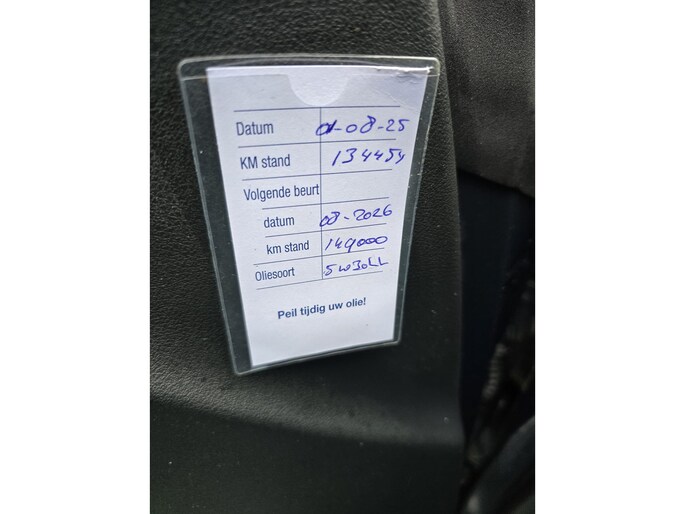 Datum 01-08-25
KM stand 134454
Volgende beurt
datum 08-2026
km stand 149000
Oliesoort 5w30LL
Peil tijdig uw olie!